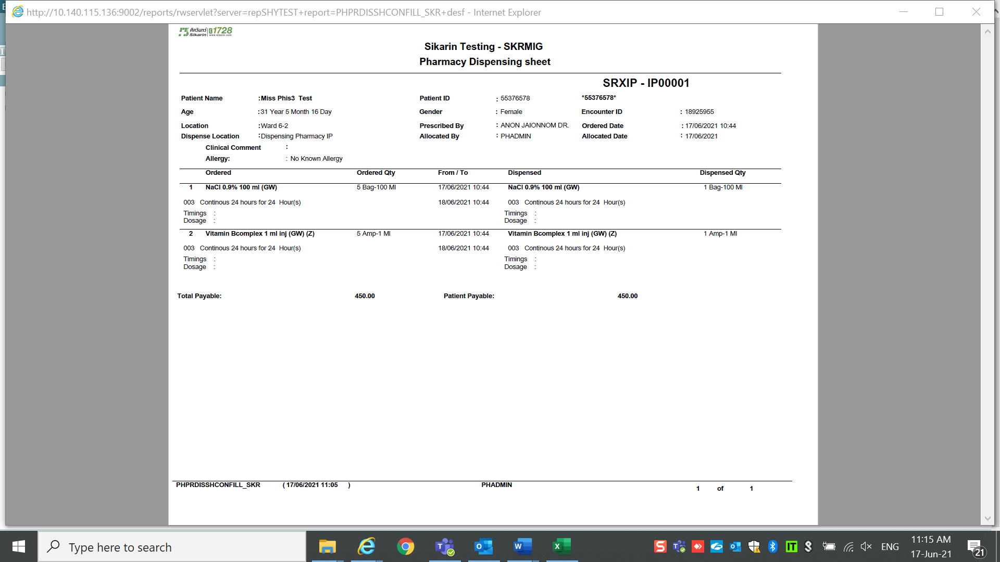 http://10.140.115.136:9002/reports/rwservlet?server=repSHYTEST+report=PHPRDISSHCONFILL_SKR+desf - Internet Explorer
ศิครินทร์ 1728
Sikarin www.sikarin.com
Sikarin Testing - SKRMIG
Pharmacy Dispensing sheet
SRXIP - IP00001
Patient Name :Miss Phis3 Test Patient ID : 55376578 *55376578*
Age :31 Year 5 Month 16 Day Gender : Female Encounter ID : 18925955
Location :Ward 6-2 Prescribed By : ANON JAIONNOM DR. Ordered Date : 17/06/2021 10:44
Dispense Location :Dispensing Pharmacy IP Allocated By : PHADMIN Allocated Date : 17/06/2021
Clinical Comment :
Allergy: : No Known Allergy
Ordered Ordered Qty From / To Dispensed Dispensed Qty
1 NaCl 0.9% 100 ml (GW) 5 Bag-100 Ml 17/06/2021 10:44 NaCl 0.9% 100 ml (GW) 1 Bag-100 Ml
003 Continous 24 hours for 24 Hour(s) 18/06/2021 10:44 003 Continous 24 hours for 24 Hour(s)
Timings : Timings :
Dosage : Dosage :
2 Vitamin Bcomplex 1 ml inj (GW) (Z) 5 Amp-1 Ml 17/06/2021 10:44 Vitamin Bcomplex 1 ml inj (GW) (Z) 1 Amp-1 Ml
003 Continous 24 hours for 24 Hour(s) 18/06/2021 10:44 003 Continous 24 hours for 24 Hour(s)
Timings : Timings :
Dosage : Dosage :
Total Payable: 450.00 Patient Payable: 450.00
PHPRDISSHCONFILL_SKR ( 17/06/2021 11:05 ) PHADMIN 1 of 1
Type here to search
ENG
11:15 AM
17-Jun-21
21